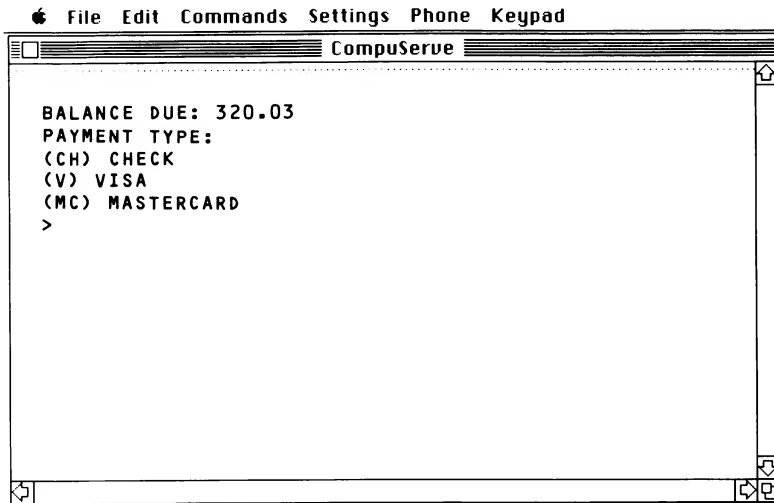 File Edit Commands Settings Phone Keypad
CompuServe
BALANCE DUE: 320.03
PAYMENT TYPE:
(CH) CHECK
(V) VISA
(MC) MASTERCARD
>